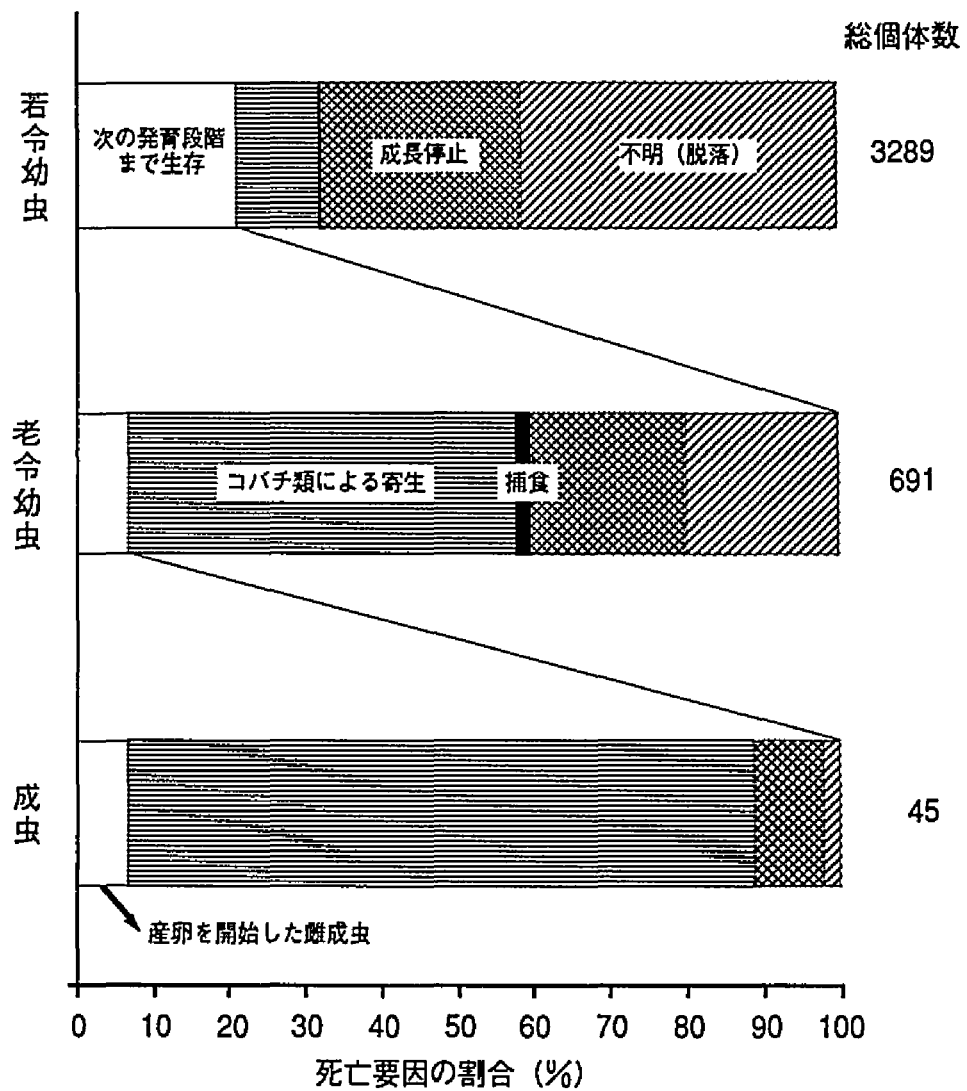 総個体数
若令幼虫
次の発育段階
まで生存
成長停止
不明（脱落）
3289
老令幼虫
コバチ類による寄生
捕食
691
成虫
45
産卵を開始した雌成虫
0 10 20 30 40 50 60 70 80 90 100
死亡要因の割合（%）